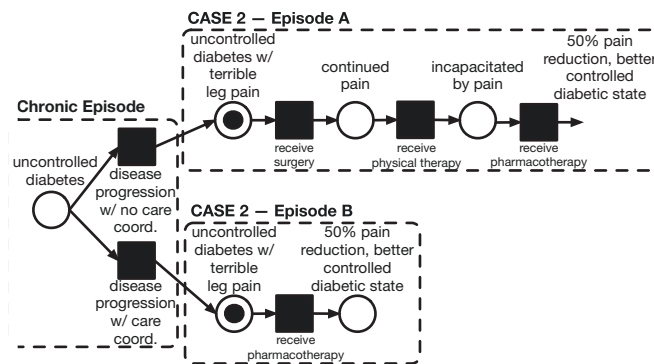 CASE 2 — Episode A
uncontrolled
diabetes w/
terrible
leg pain
continued
pain
incapacitated
by pain
50% pain
reduction, better
controlled
diabetic state
receive
surgery
receive
physical therapy
receive
pharmacotherapy
Chronic Episode
uncontrolled
diabetes
disease
progression
w/ no care
coord.
disease
progression
w/ care
coord.
CASE 2 — Episode B
uncontrolled
diabetes w/
terrible
leg pain
50% pain
reduction, better
controlled
diabetic state
receive
pharmacotherapy